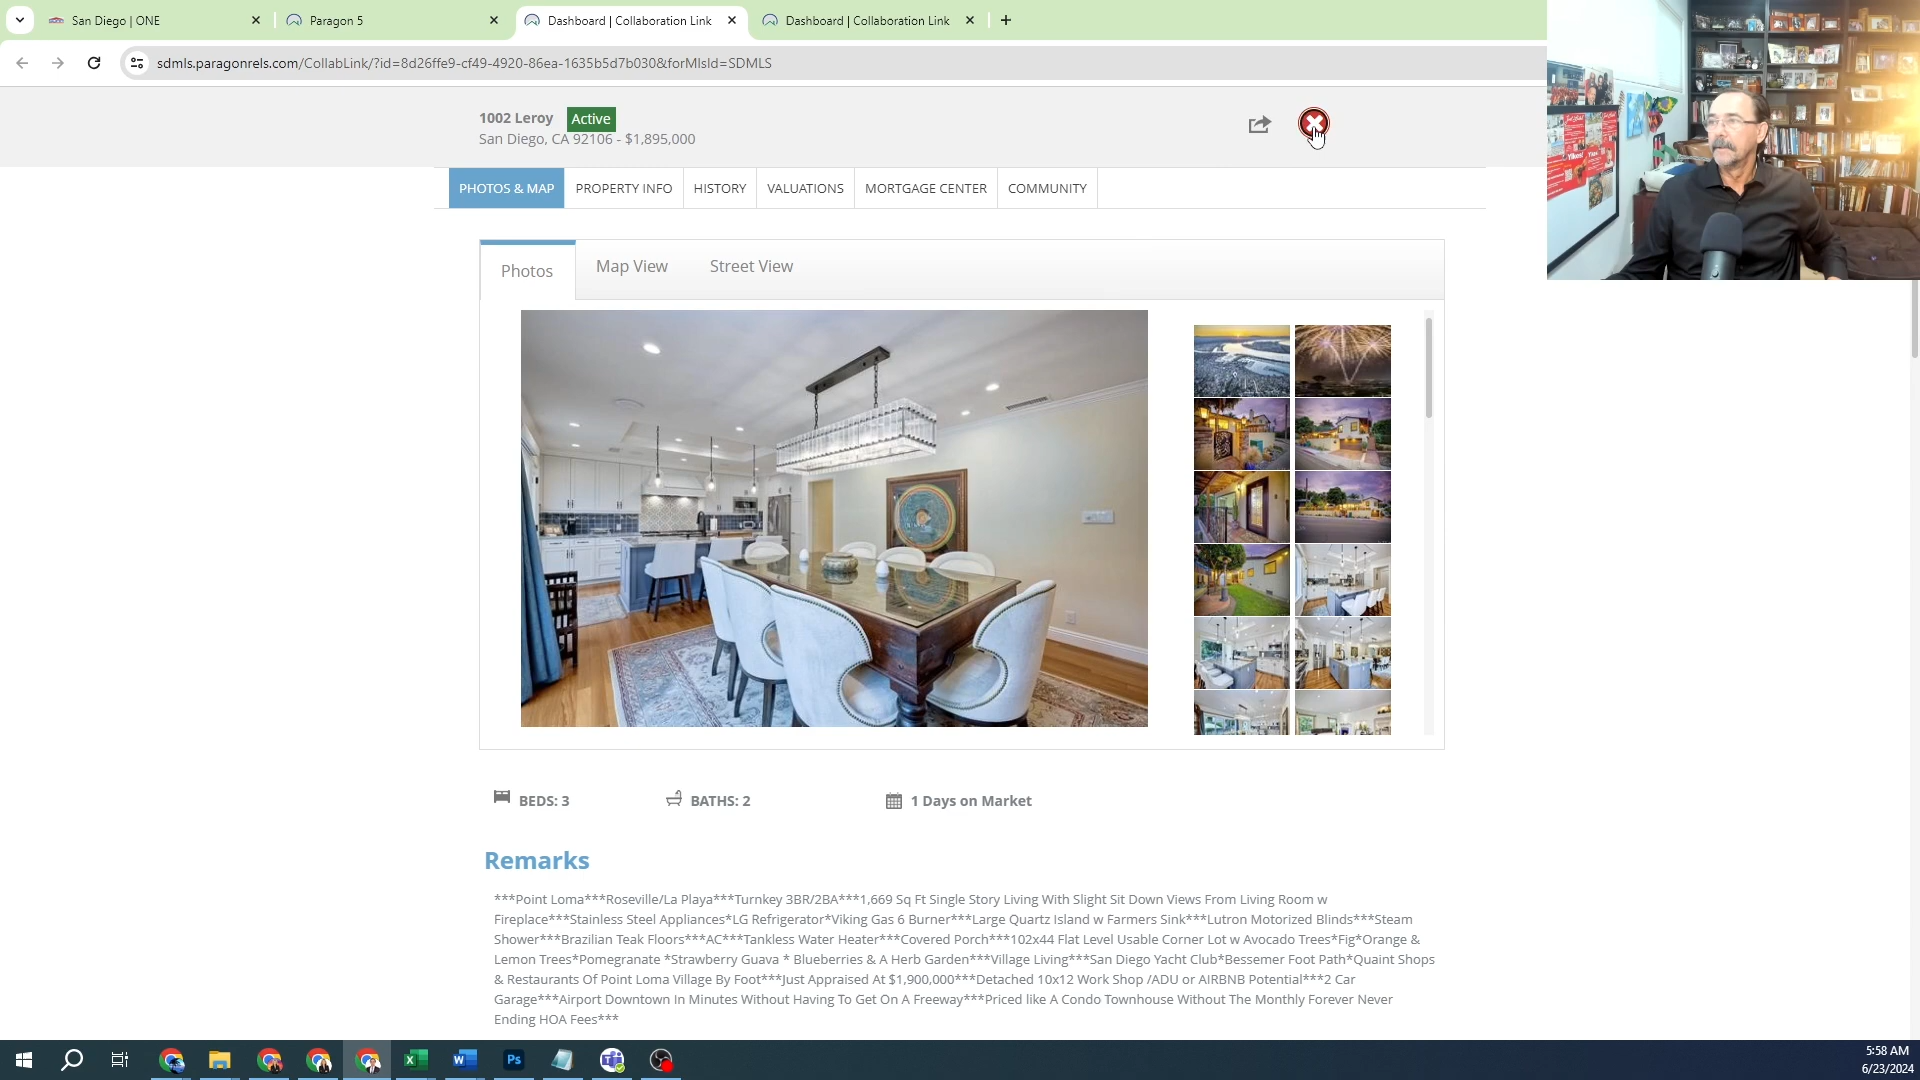 San Diego | ONE
Paragon 5
Dashboard | Collaboration Link
Dashboard | Collaboration Link
sdmls.paragonrels.com/CollabLink/?id=8d26ffe9-cf49-4920-86ea-1635b5d7b030&forMlsId=SDMLS
1002 Leroy Active
San Diego, CA 92106 - $1,895,000
PHOTOS & MAP PROPERTY INFO HISTORY VALUATIONS MORTGAGE CENTER COMMUNITY
Photos Map View Street View
BEDS: 3 BATHS: 2 1 Days on Market
Remarks
***Point Loma***Roseville/La Playa***Turnkey 3BR/2BA***1,669 Sq Ft Single Story Living With Slight Sit Down Views From Living Room w
Fireplace***Stainless Steel Appliances*LG Refrigerator*Viking Gas 6 Burner***Large Quartz Island w Farmers Sink***Lutron Motorized Blinds***Steam
Shower***Brazilian Teak Floors***AC***Tankless Water Heater***Covered Porch***102x44 Flat Level Usable Corner Lot w Avocado Trees*Fig*Orange &
Lemon Trees*Pomegranate *Strawberry Guava * Blueberries & A Herb Garden***Village Living***San Diego Yacht Club*Bessemer Foot Path*Quaint Shops
& Restaurants Of Point Loma Village By Foot***Just Appraised At $1,900,000***Detached 10x12 Work Shop /ADU or AIRBNB Potential***2 Car
Garage***Airport Downtown In Minutes Without Having To Get On A Freeway***Priced like A Condo Townhouse Without The Monthly Forever Never
Ending HOA Fees***
Ps
5:58 AM
6/23/2024